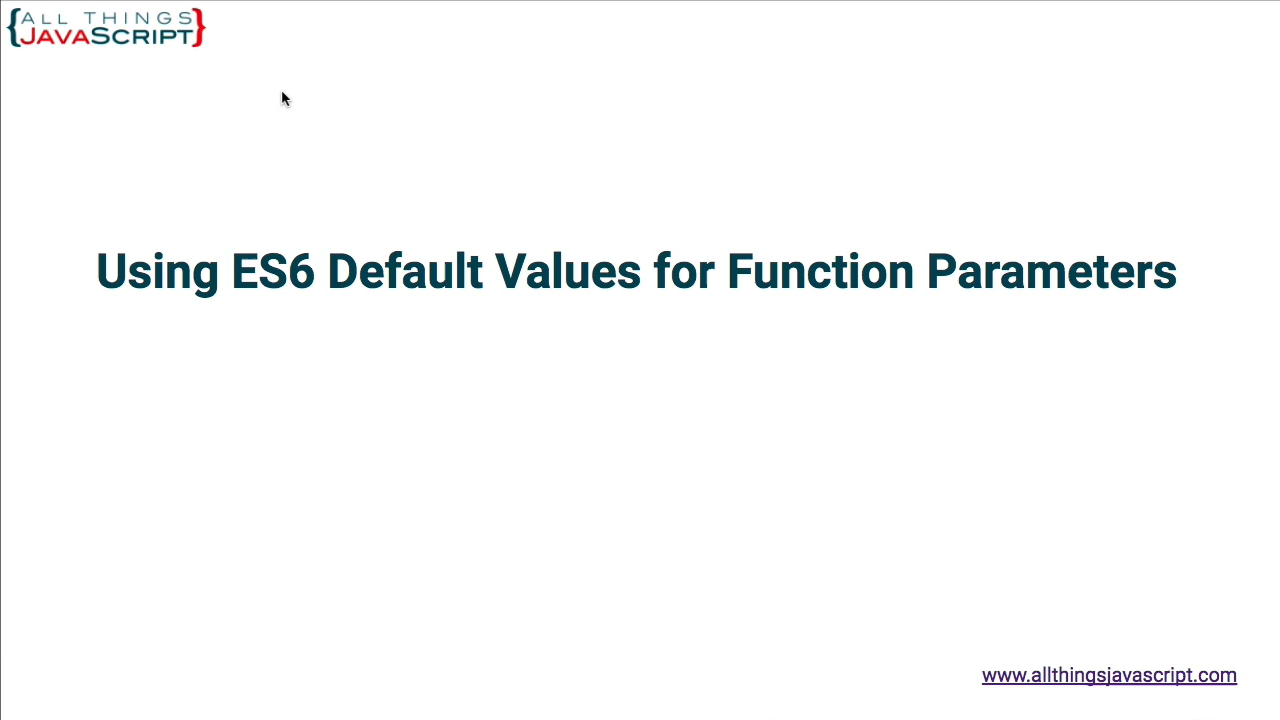 {ALL THINGS
JAVASCRIPT}
Using ES6 Default Values for Function Parameters
www.allthingsjavascript.com